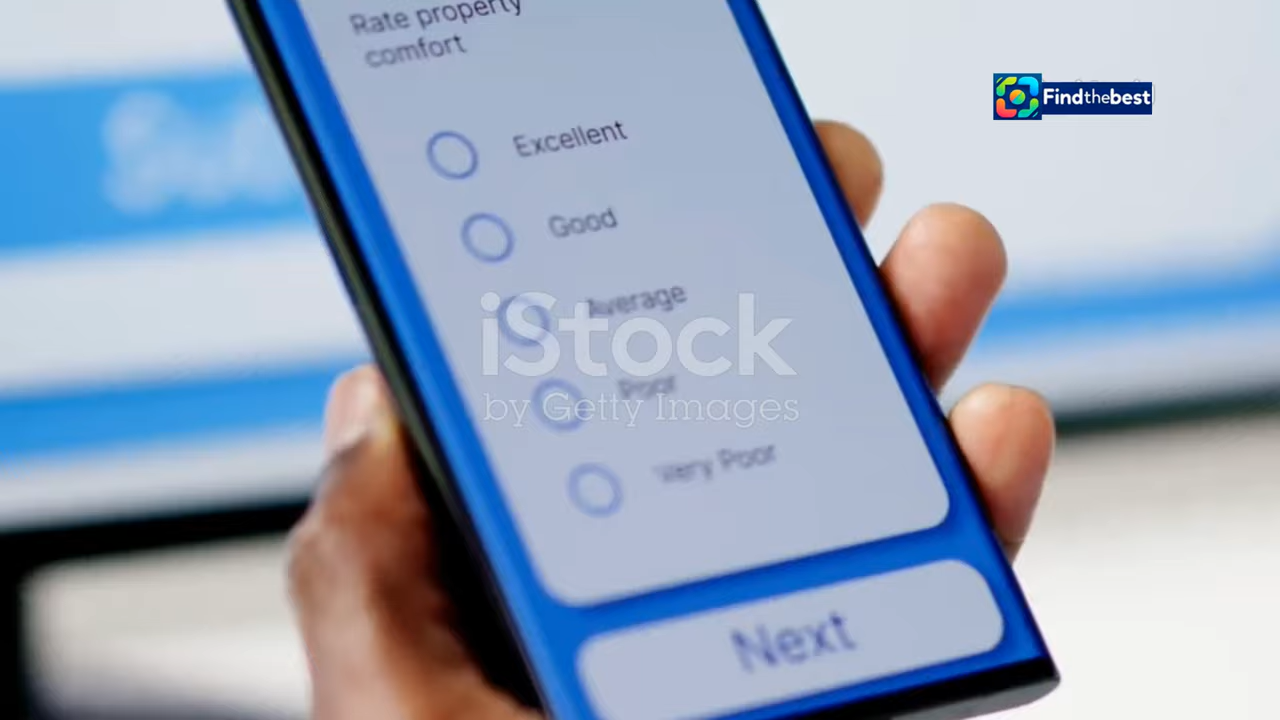 Rate property
comfort
Excellent
Good
Average
Poor
Very Poor
Next
iStock
by Getty Images
Findthebest